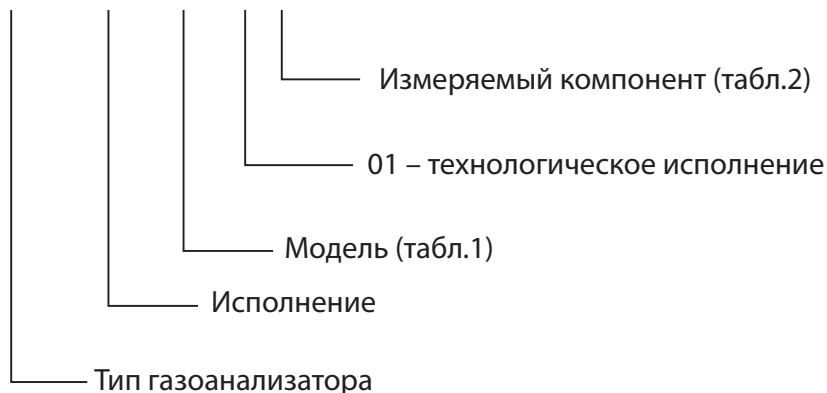 Измеряемый компонент (табл.2)
01 – технологическое исполнение
Модель (табл.1)
Исполнение
Тип газоанализатора